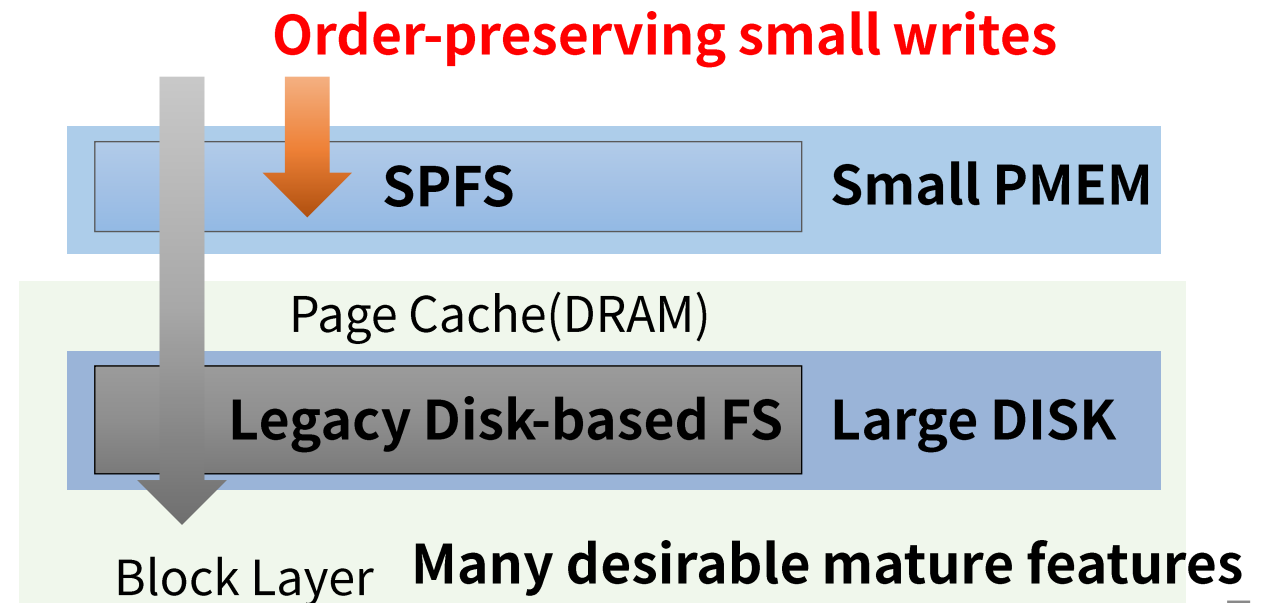 Order-preserving small writes
SPFS
Small PMEM
Page Cache(DRAM)
Legacy Disk-based FS
Large DISK
Block Layer
Many desirable mature features